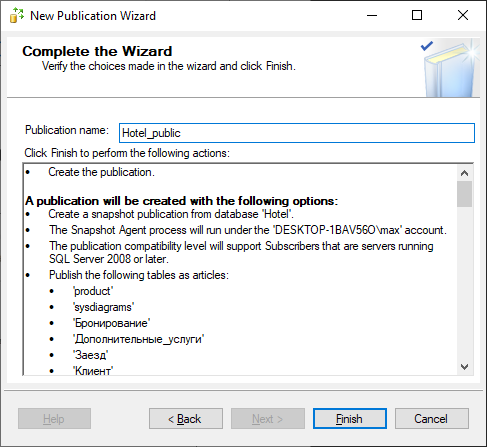 New Publication Wizard
Complete the Wizard
Verify the choices made in the wizard and click Finish.
Publication name: Hotel_public
Click Finish to perform the following actions:
• Create the publication.
A publication will be created with the following options:
• Create a snapshot publication from database 'Hotel'.
• The Snapshot Agent process will run under the 'DESKTOP-1BAV56O\max' account.
• The publication compatibility level will support Subscribers that are servers running
SQL Server 2008 or later.
• Publish the following tables as articles:
• 'product'
• 'sysdiagrams'
• 'Бронирование'
• 'Дополнительные_услуги'
• 'Заезд'
• 'Клиент'
Help
< Back
Next >
Finish
Cancel